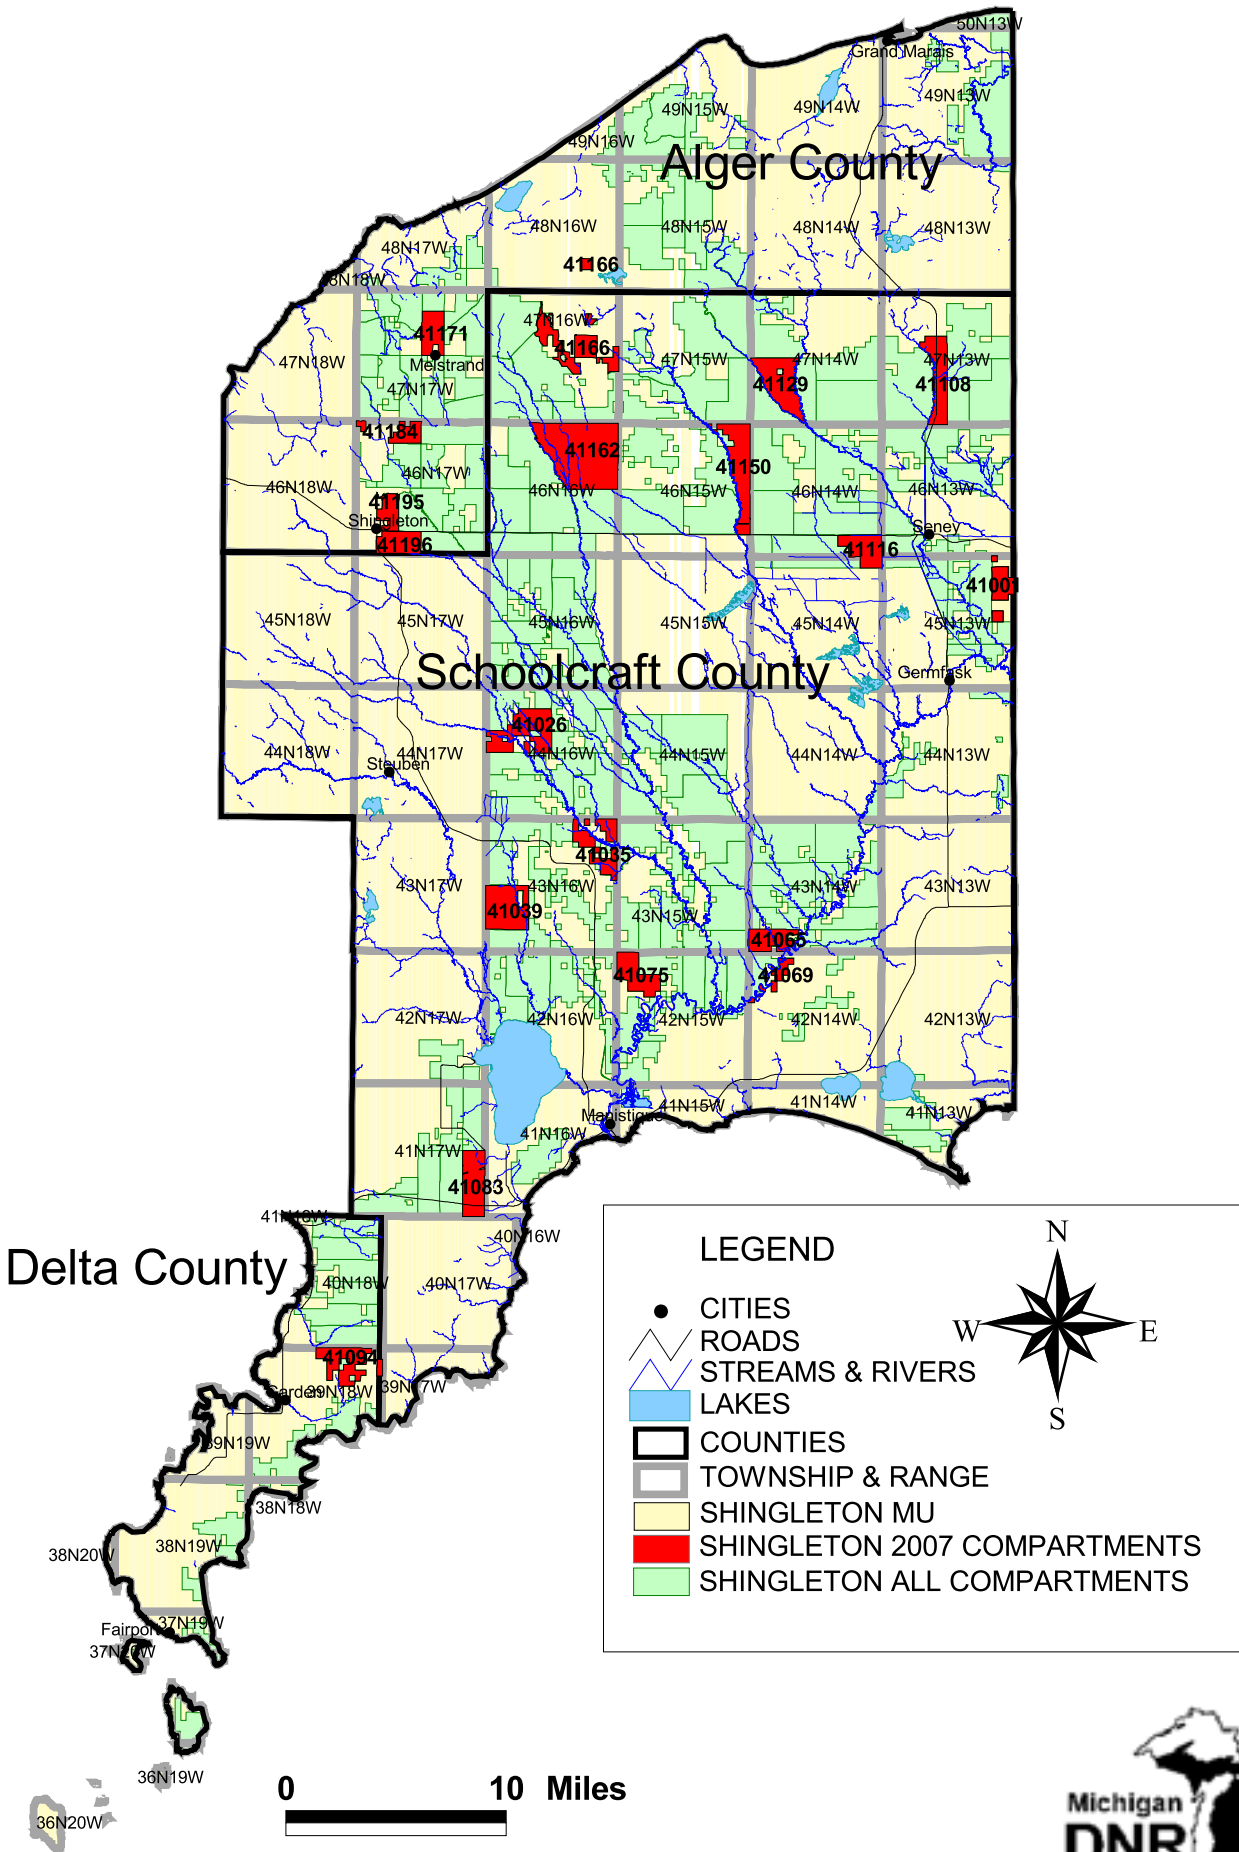 50N13W
Grand Marais
49N13W
49N14W
49N15W
49N16W
Alger County
48N16W
48N15W
48N14W
48N13W
48N17W
41166
48N18W
47N16W
41171
41166
47N15W
47N14W
47N13W
47N18W
Melstrand
41129
41108
47N17W
41184
41162
41150
46N17W
46N18W
46N16W
46N15W
46N14W
46N13W
41195
Shingleton
Seney
41196
41116
41001
45N18W
45N17W
45N16W
45N15W
45N14W
45N13W
Schoolcraft County
Germfask
41026
44N18W
44N17W
44N16W
44N15W
44N14W
44N13W
Steuben
41035
43N17W
43N16W
43N14W
43N13W
41039
43N15W
41065
41075
41069
42N17W
42N16W
42N15W
42N14W
42N13W
41N15W
41N14W
41N13W
Manistique
41N16W
41N17W
41083
41N18W
40N16W
Delta County
40N18W
40N17W
41094
Garden
39N18W
39N17W
39N19W
38N18W
38N19W
38N20W
37N19W
Fairport
37N20W
36N19W
36N20W
0 10 Miles
LEGEND
CITIES
ROADS
STREAMS & RIVERS
LAKES
COUNTIES
TOWNSHIP & RANGE
SHINGLETON MU
SHINGLETON 2007 COMPARTMENTS
SHINGLETON ALL COMPARTMENTS
N
W
E
S
Michigan
DNR